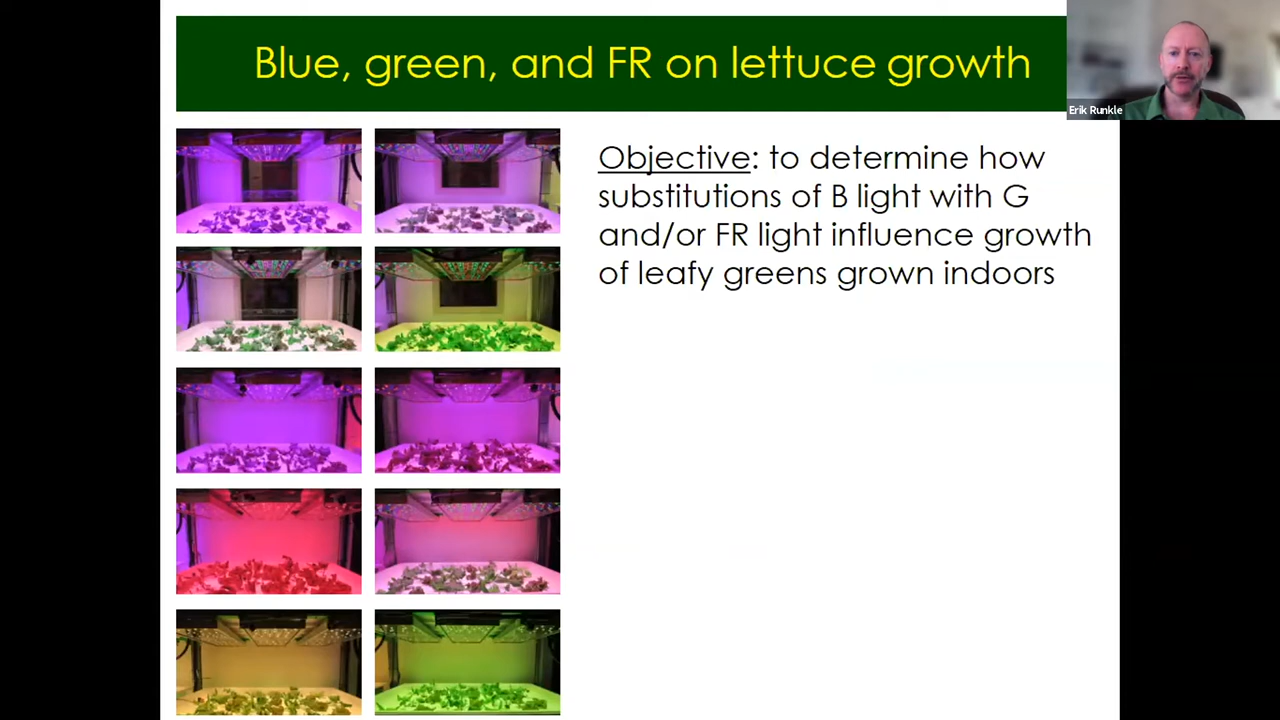 Blue, green, and FR on lettuce growth
Erik Runkle
Objective: to determine how
substitutions of B light with G
and/or FR light influence growth
of leafy greens grown indoors